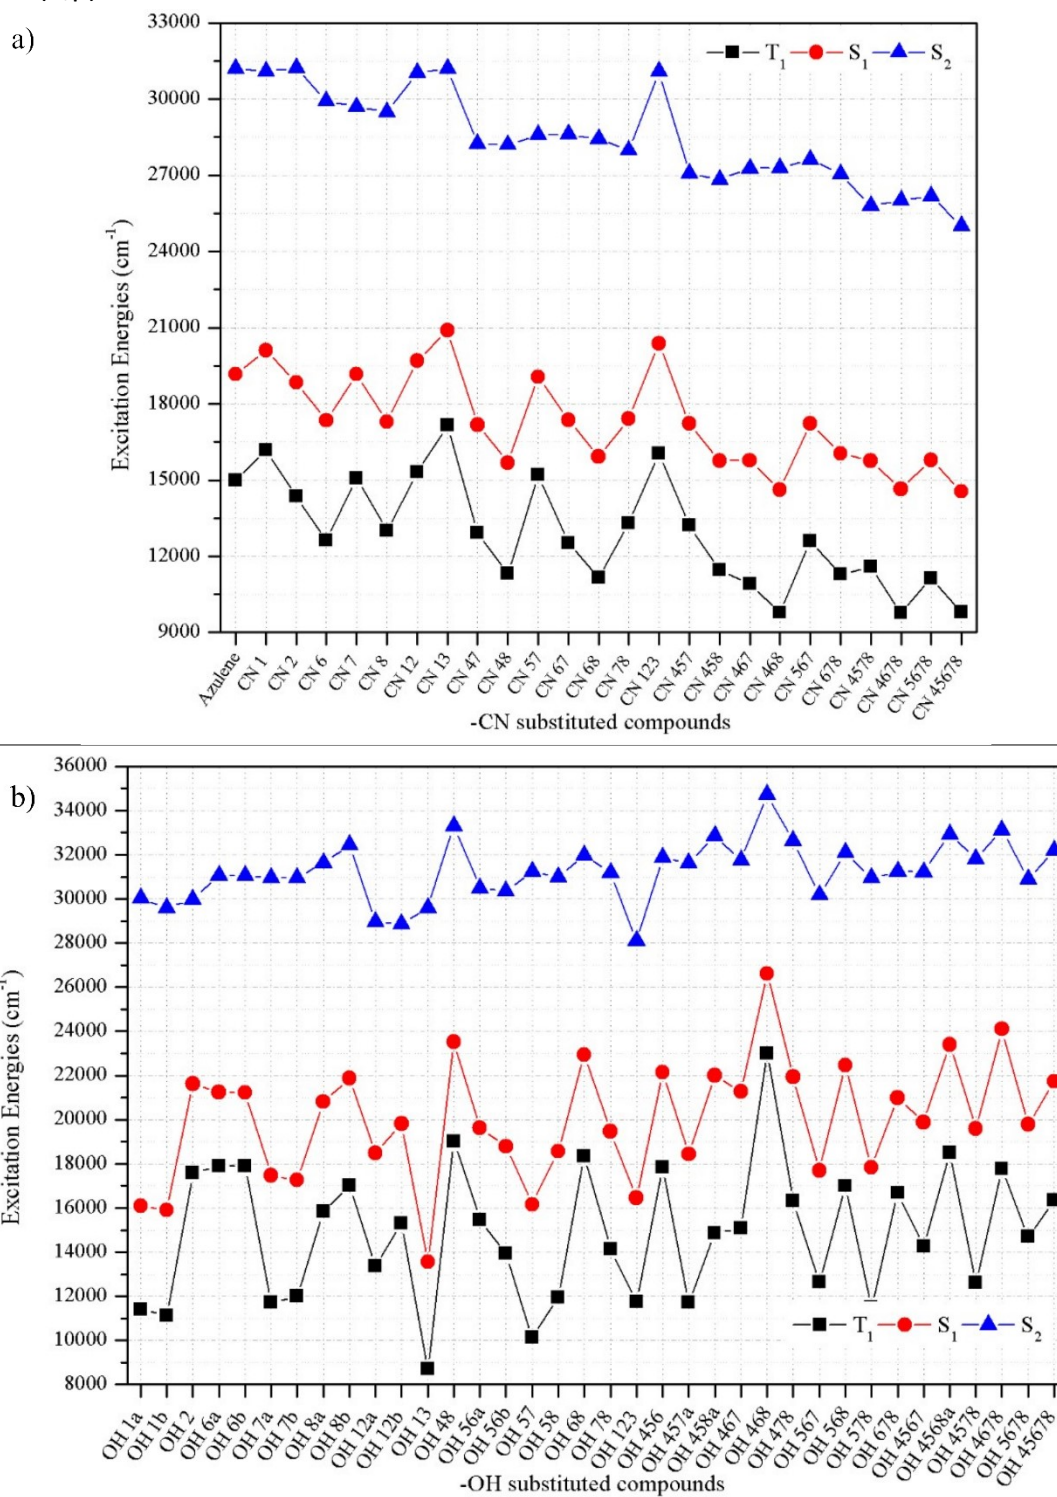 a)
33000
30000
27000
24000
21000
18000
15000
12000
9000
Excitation Energies (cm-1)
T1 S1 S2
Azulene
CN 1
CN 2
CN 6
CN 7
CN 8
CN 12
CN 13
CN 47
CN 48
CN 57
CN 67
CN 68
CN 78
CN 123
CN 457
CN 458
CN 467
CN 468
CN 567
CN 678
CN 4578
CN 4678
CN 5678
CN 45678
-CN substituted compounds
b)
36000
34000
32000
30000
28000
26000
24000
22000
20000
18000
16000
14000
12000
10000
8000
Excitation Energies (cm-1)
T1 S1 S2
OH 1a
OH 1b
OH 2
OH 6a
OH 6b
OH 7a
OH 7b
OH 8a
OH 8b
OH 12a
OH 12b
OH 13
OH 48
OH 56a
OH 56b
OH 57
OH 58
OH 68
OH 78
OH 123
OH 456
OH 457a
OH 458a
OH 467
OH 468
OH 478
OH 567
OH 568
OH 578
OH 678
OH 4567
OH 4568a
OH 4578
OH 4678
OH 5678
OH 45678
-OH substituted compounds